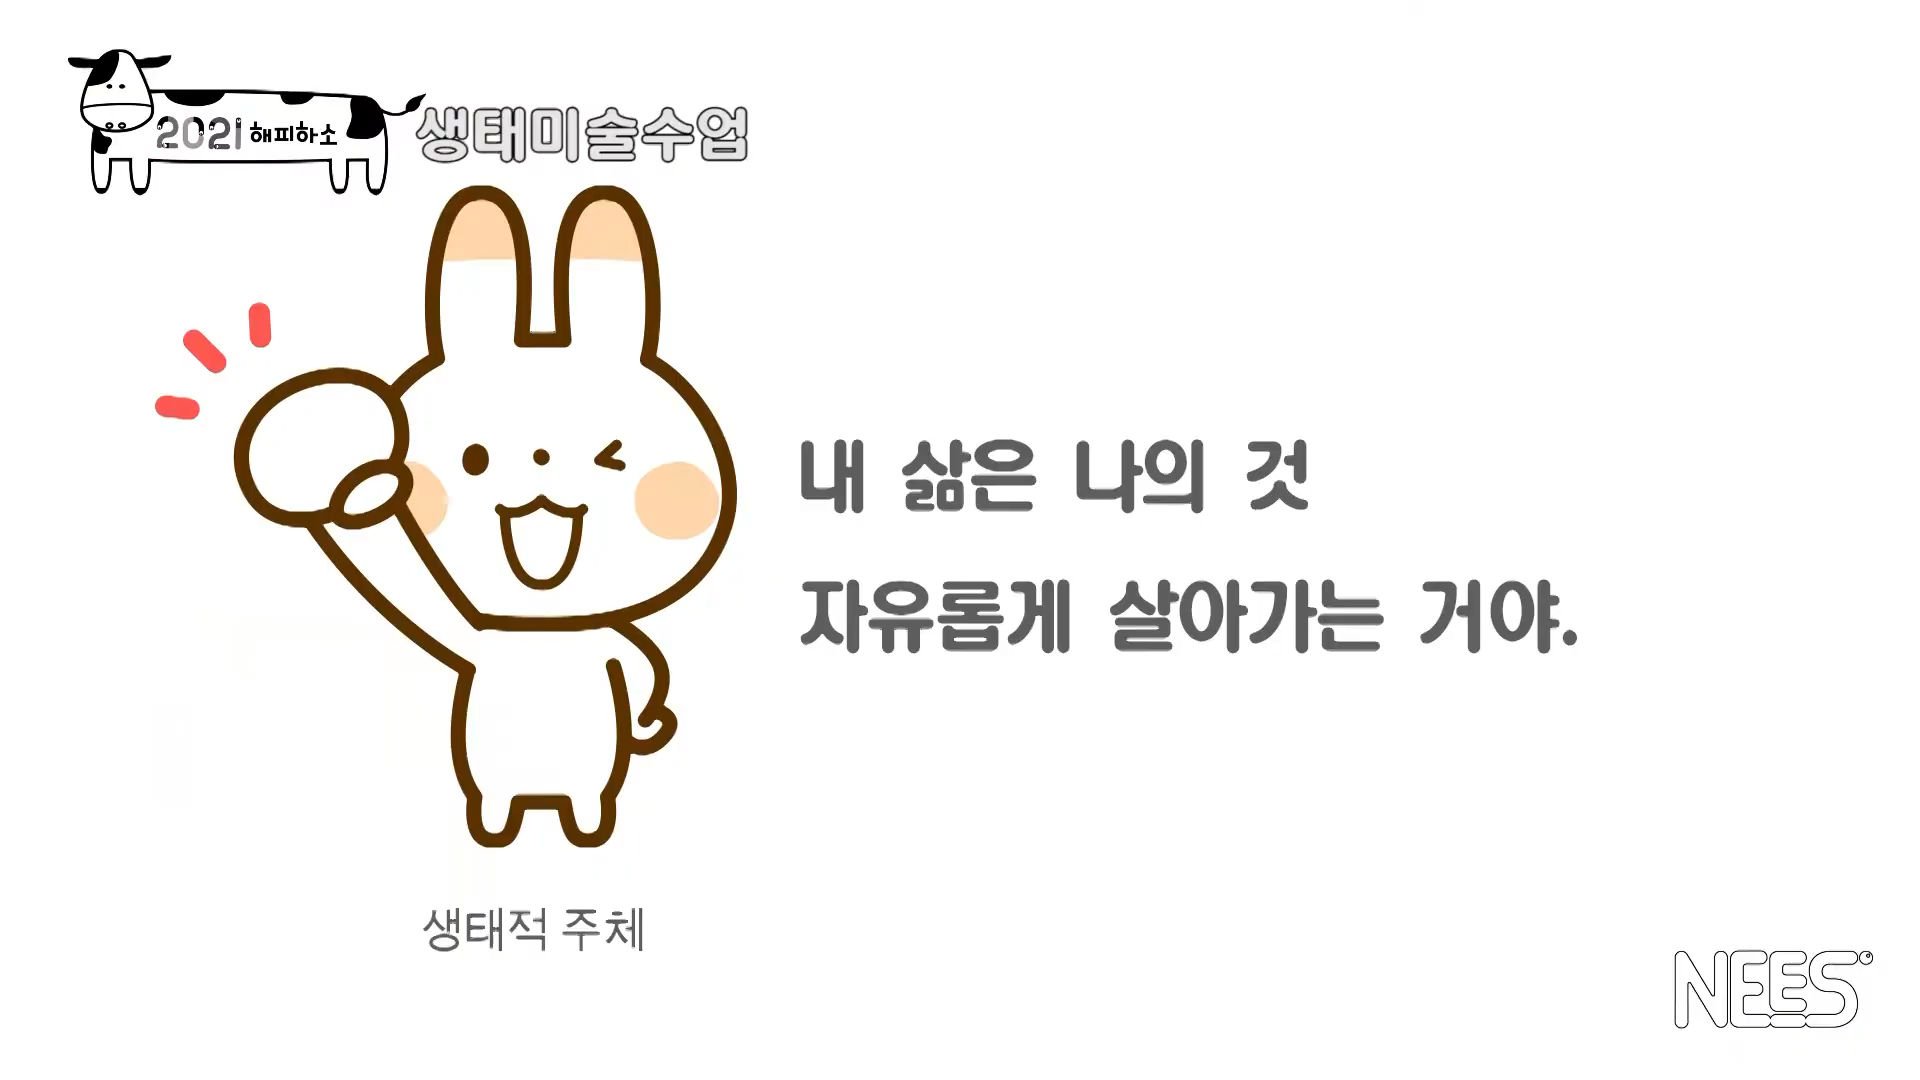 2021 해피하소 생태미술수업
내 삶은 나의 것
자유롭게 살아가는 거야.
생태적 주체
NEES